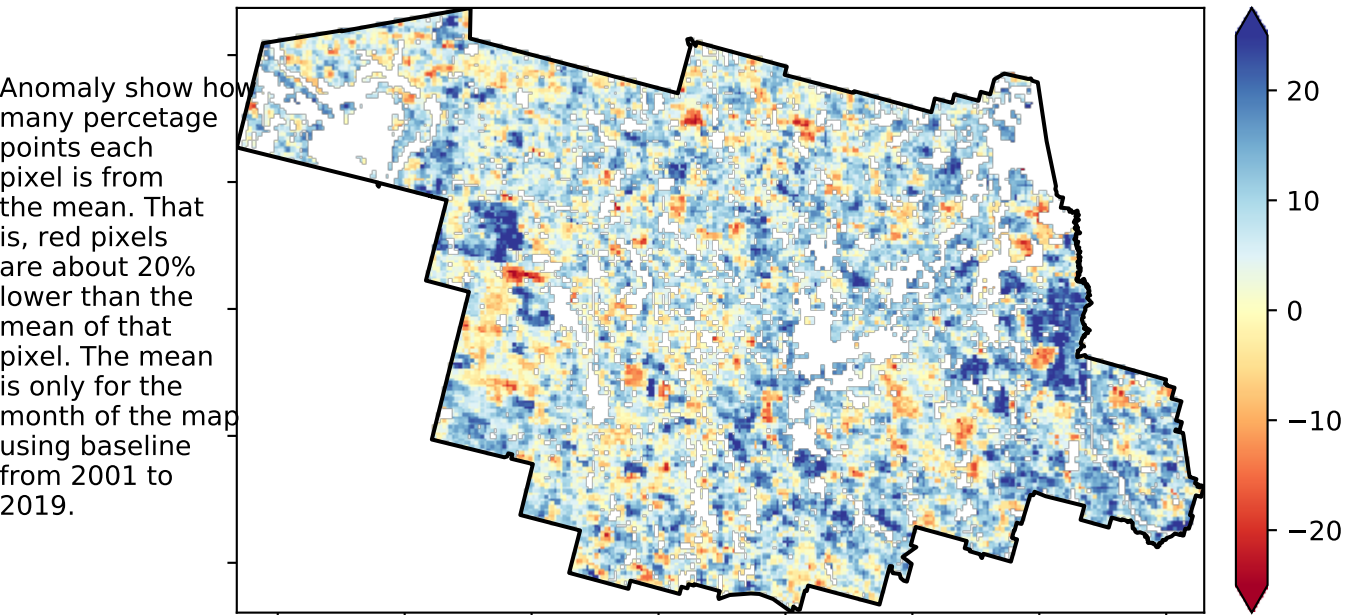 Anomaly show how
many percetage
points each
pixel is from
the mean. That
is, red pixels
are about 20%
lower than the
mean of that
pixel. The mean
is only for the
month of the map
using baseline
from 2001 to
2019.
20
10
0
−10
−20